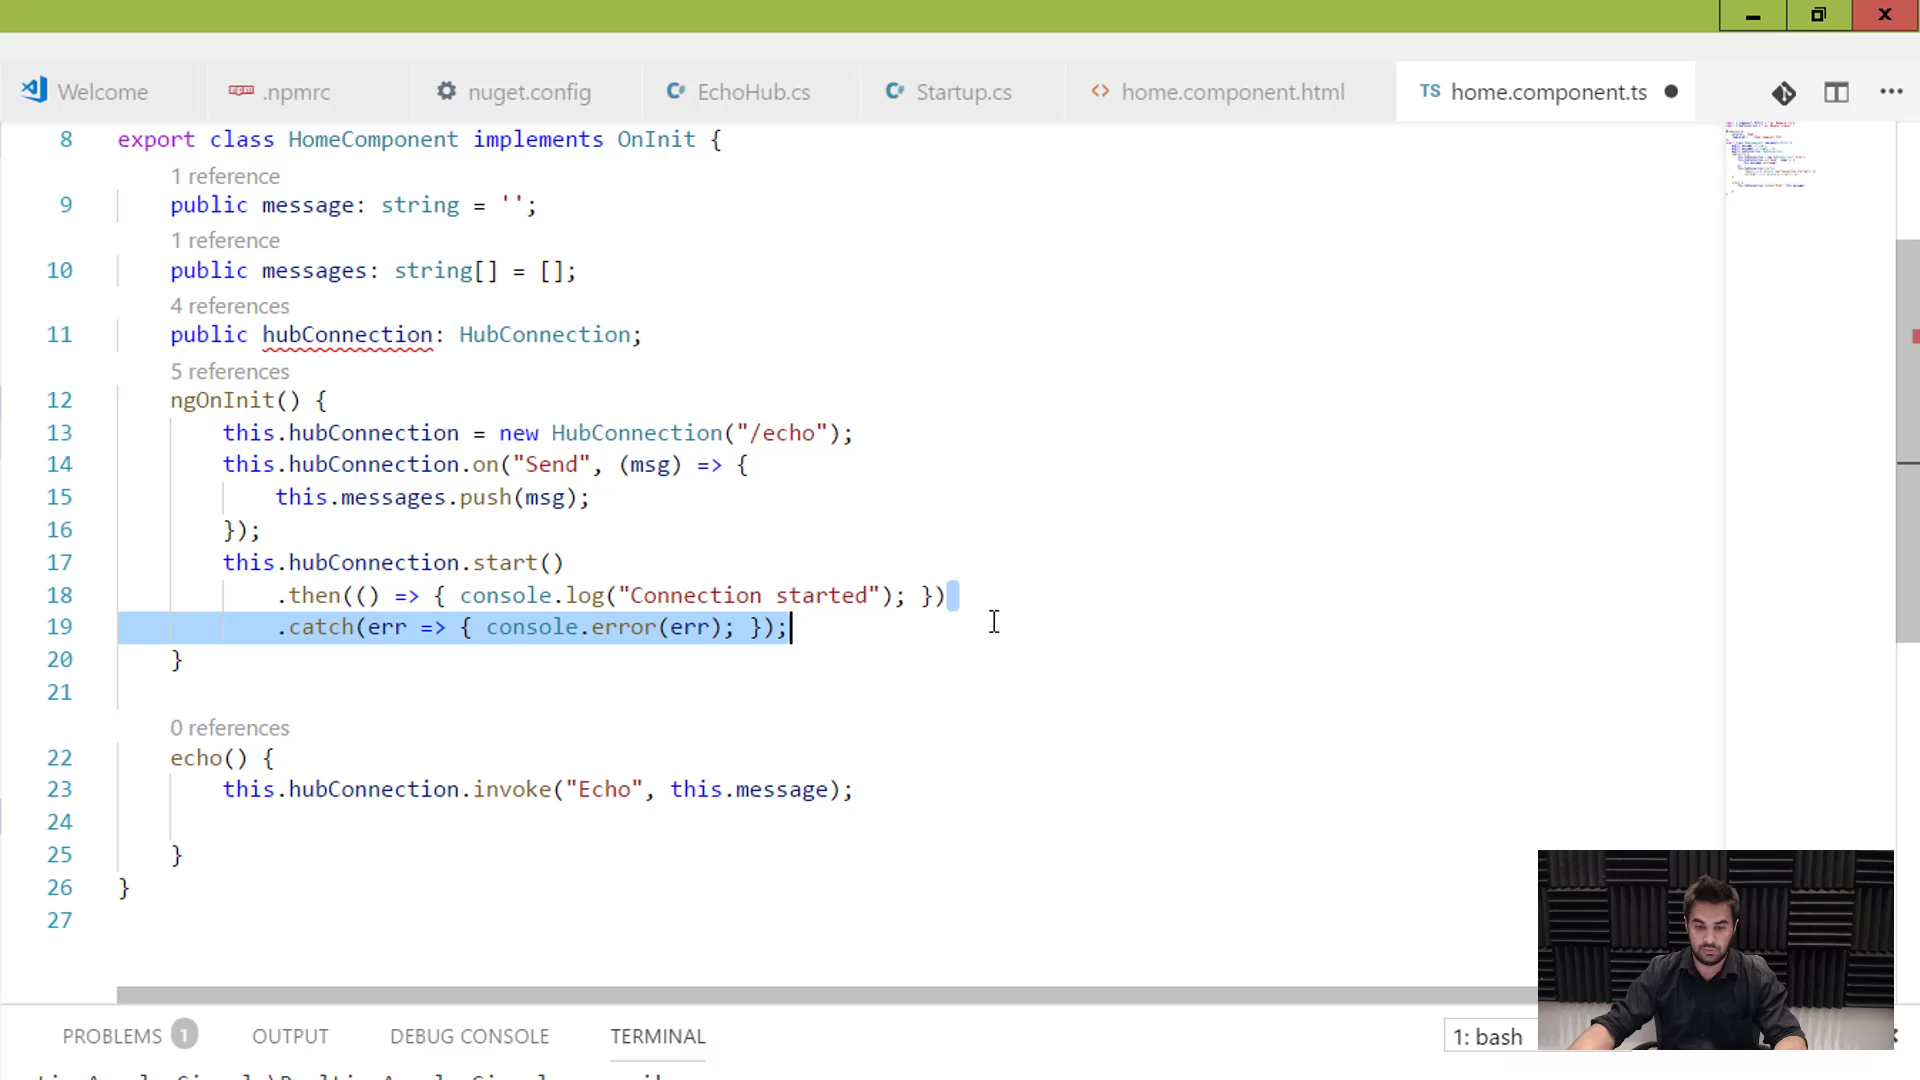 Welcome .npmrc nuget.config EchoHub.cs Startup.cs home.component.html TS home.component.ts
8 export class HomeComponent implements OnInit {
1 reference
9 public message: string = '';
1 reference
10 public messages: string[] = [];
4 references
11 public hubConnection: HubConnection;
5 references
12 ngOnInit() {
13 this.hubConnection = new HubConnection("/echo");
14 this.hubConnection.on("Send", (msg) => {
15 this.messages.push(msg);
16 });
17 this.hubConnection.start()
18 .then(() => { console.log("Connection started"); })
19 .catch(err => { console.error(err); });
20 }
21
0 references
22 echo() {
23 this.hubConnection.invoke("Echo", this.message);
24
25 }
26 }
27
PROBLEMS 1 OUTPUT DEBUG CONSOLE TERMINAL 1: bash